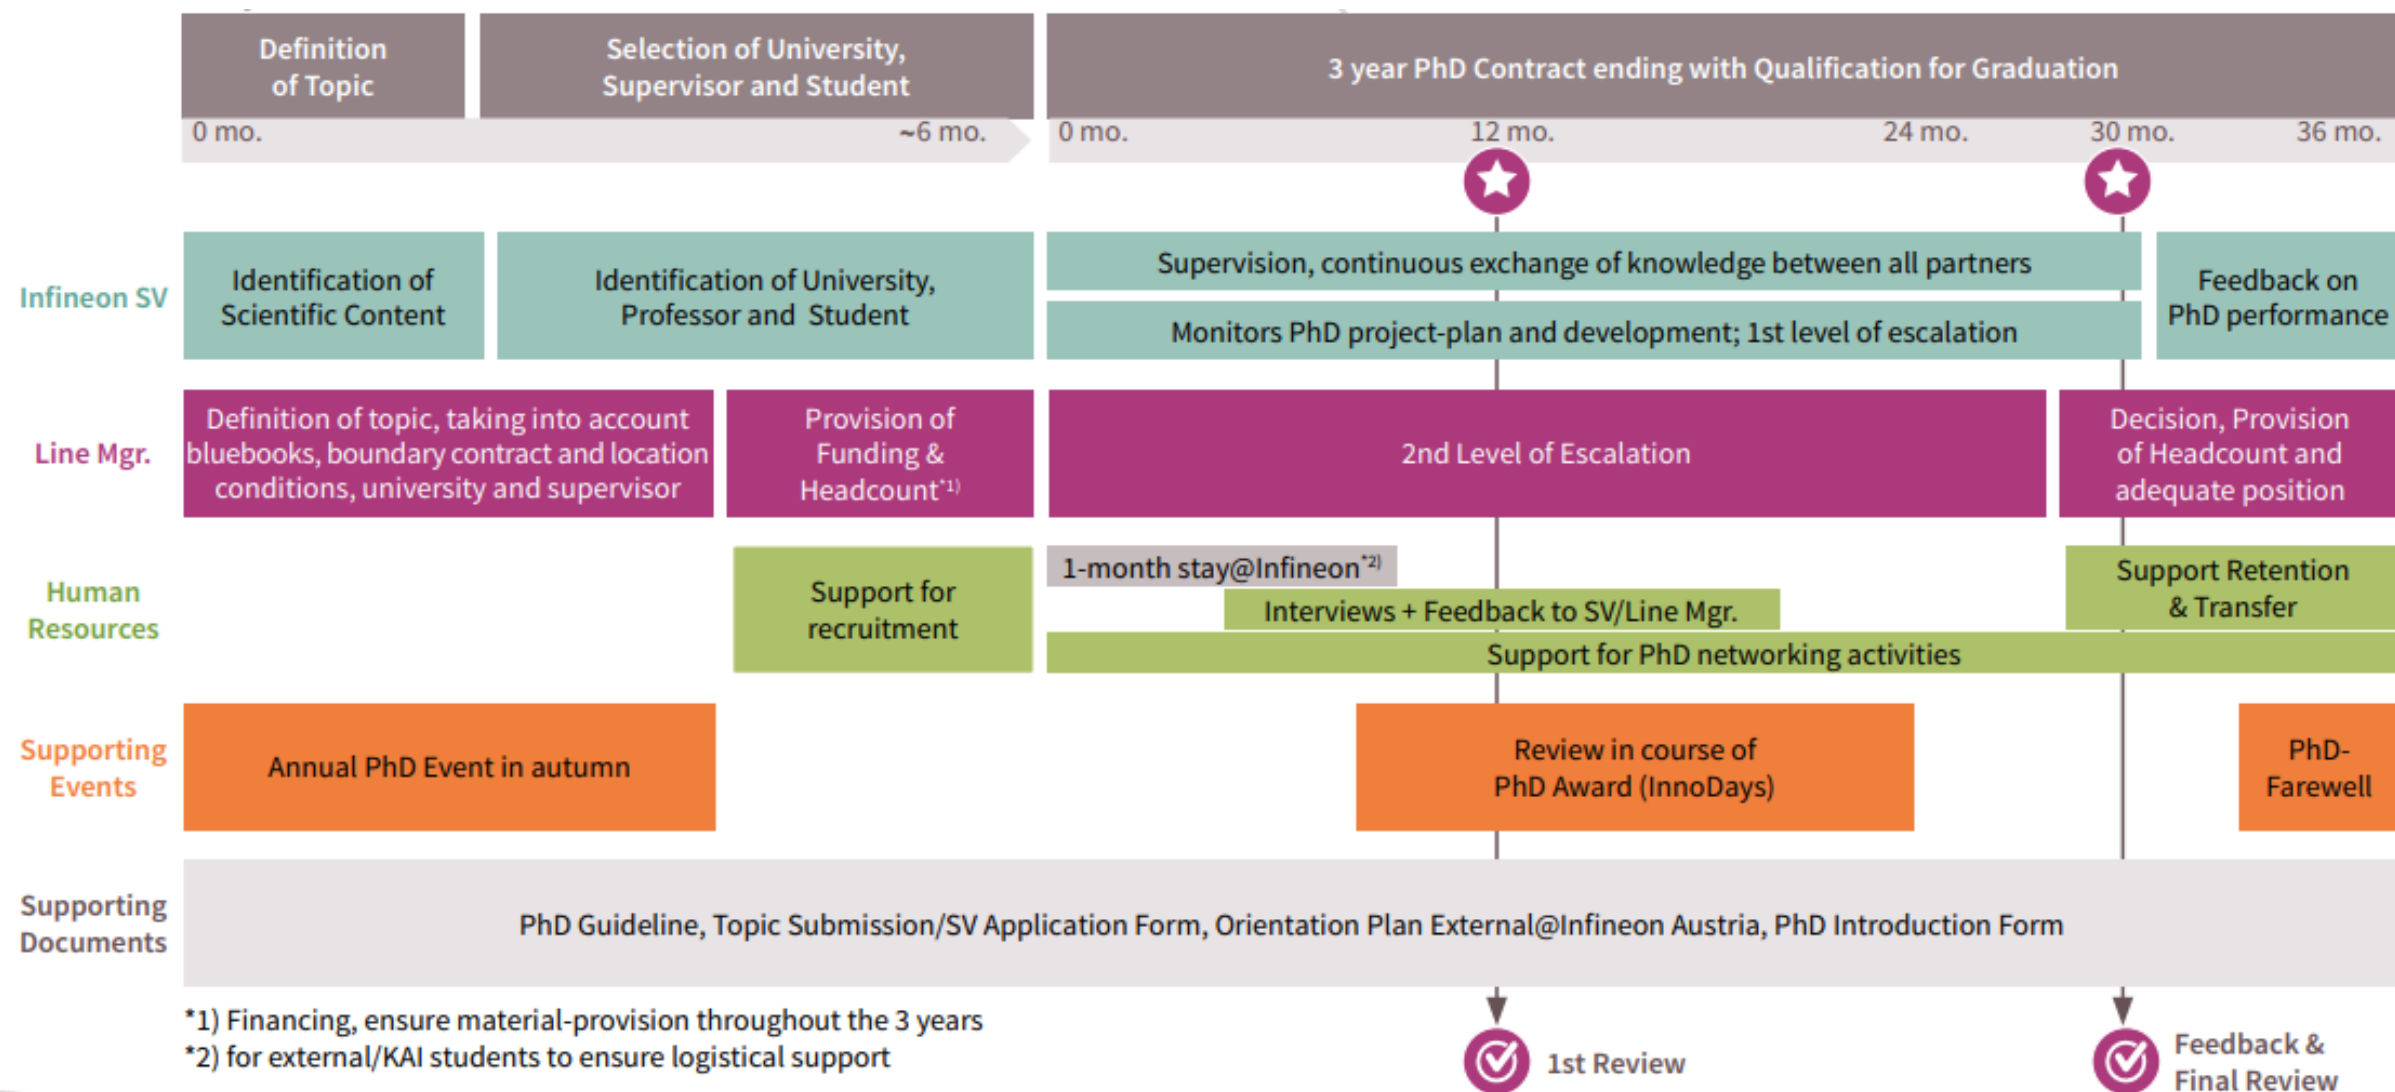 Definition
of Topic
Selection of University,
Supervisor and Student
3 year PhD Contract ending with Qualification for Graduation
0 mo.
~6 mo.
0 mo.
12 mo.
24 mo.
30 mo.
36 mo.
Infineon SV
Identification of
Scientific Content
Identification of University,
Professor and Student
Supervision, continuous exchange of knowledge between all partners
Monitors PhD project-plan and development; 1st level of escalation
Feedback on
PhD performance
Line Mgr.
Definition of topic, taking into account
bluebooks, boundary contract and location
conditions, university and supervisor
Provision of
Funding &
Headcount*1)
2nd Level of Escalation
Decision, Provision
of Headcount and
adequate position
Human
Resources
Support for
recruitment
1-month stay@Infineon*2)
Interviews + Feedback to SV/Line Mgr.
Support for PhD networking activities
Support Retention
& Transfer
Supporting
Events
Annual PhD Event in autumn
Review in course of
PhD Award (InnoDays)
PhD-
Farewell
Supporting
Documents
PhD Guideline, Topic Submission/SV Application Form, Orientation Plan External@Infineon Austria, PhD Introduction Form
*1) Financing, ensure material-provision throughout the 3 years
*2) for external/KAI students to ensure logistical support
1st Review
Feedback &
Final Review